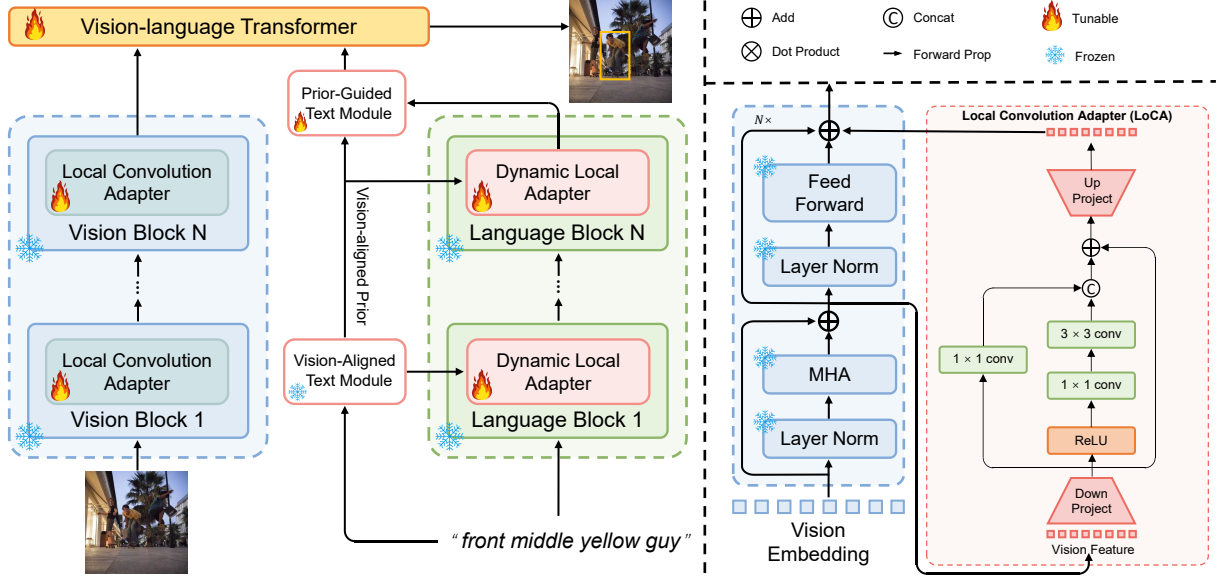 Vision-language Transformer
Prior-Guided
Text Module
Local Convolution
Adapter
Vision Block N
Dynamic Local
Adapter
Language Block N
Vision-aligned Prior
......
......
Local Convolution
Adapter
Vision Block 1
Vision-Aligned
Text Module
Dynamic Local
Adapter
Language Block 1
“ front middle yellow guy ”
Add
Concat
C
Tunable
Dot Product
Forward Prop
Frozen
N×
Feed
Forward
Layer Norm
MHA
Layer Norm
Vision
Embedding
Local Convolution Adapter (LoCA)
Up
Project
C
3 × 3 conv
1 × 1 conv
1 × 1 conv
ReLU
Down
Project
Vision Feature